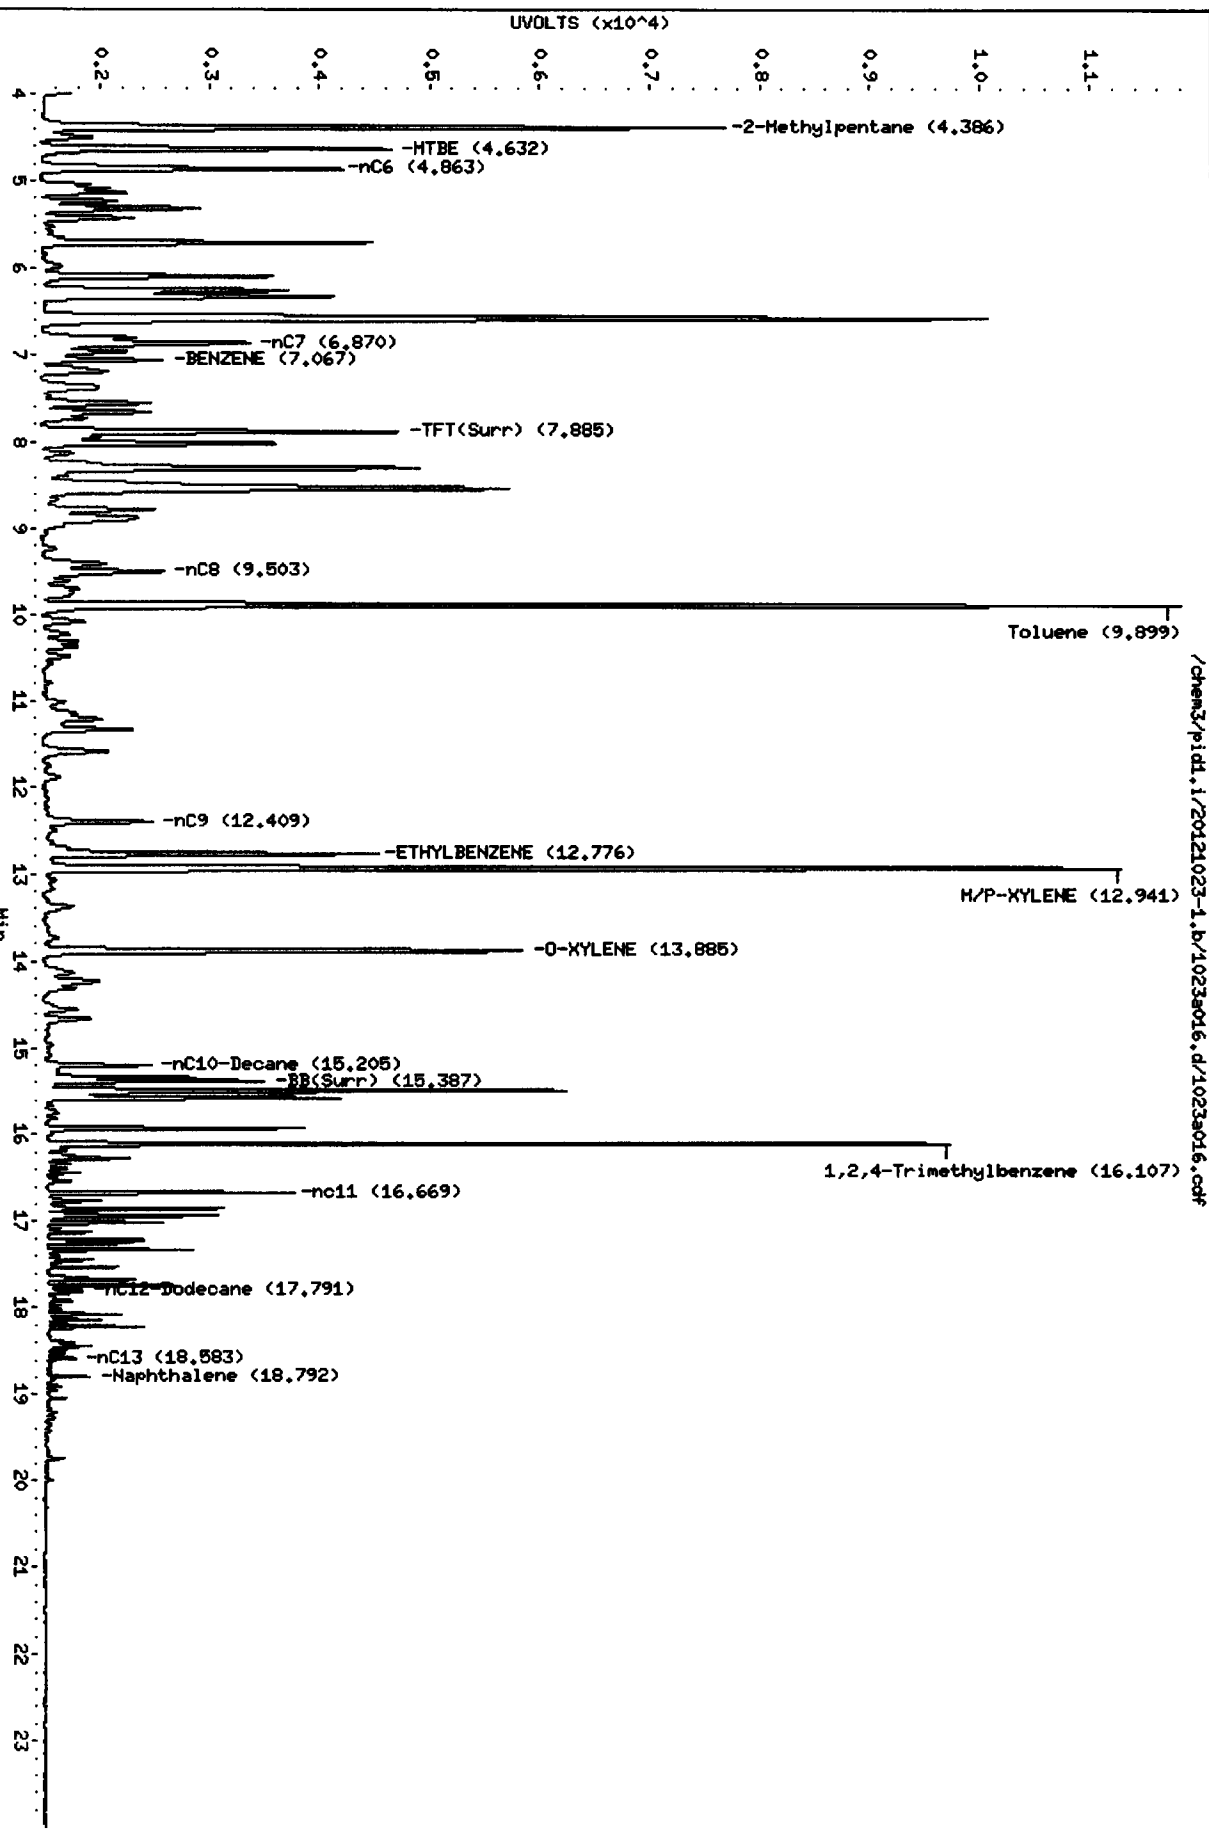 UVOLTS (x10^4)
0.2
0.3
0.4
0.5
0.6
0.7
0.8
0.9
1.0
1.1
/chem3/pid1.i/20121023-1.b/1023a016.d/1023a016.cdf
-2-Methylpentane (4.386)
-MTBE (4.632)
-nC6 (4.863)
-nC7 (6.870)
-BENZENE (7.067)
-TFT(Surr) (7.885)
-nC8 (9.503)
Toluene (9.899)
-nC9 (12.409)
-ETHYLBENZENE (12.776)
M/P-XYLENE (12.941)
-O-XYLENE (13.885)
-nC10-Decane (15.205)
-BB(Surr) (15.387)
1,2,4-Trimethylbenzene (16.107)
-nc11 (16.669)
-nC12-Dodecane (17.791)
-nC13 (18.583)
-Naphthalene (18.792)
4
5
6
7
8
9
10
11
12
13
14
15
16
17
18
19
20
21
22
23
Min